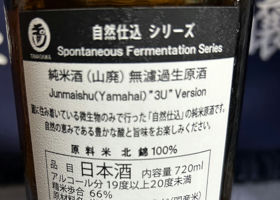 TAMAGAWA
自然仕込 シリーズ
Spontaneous Fermentation Series
純米酒（山廃）無濾過生原酒
Junmaishu(Yamahai) "3U" Version
蔵に住み着いている微生物のみで行った「自然仕込」の純米原酒です。
自然の恵みである豊かな酸と旨味をお楽しみください。
原料米 北錦100%
品目 日本酒 内容量 720ml
アルコール分 19度以上20度未満
精米歩合 66%